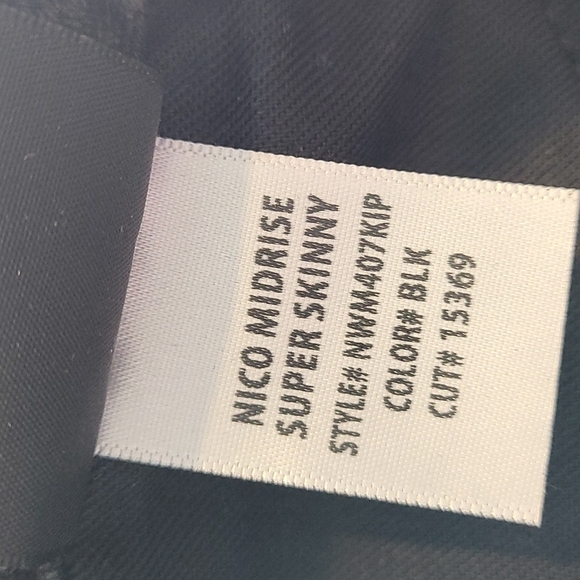 NICO MIDRISE
SUPER SKINNY
STYLE# NWM407KIP
COLOR# BLK
CUT# 15369